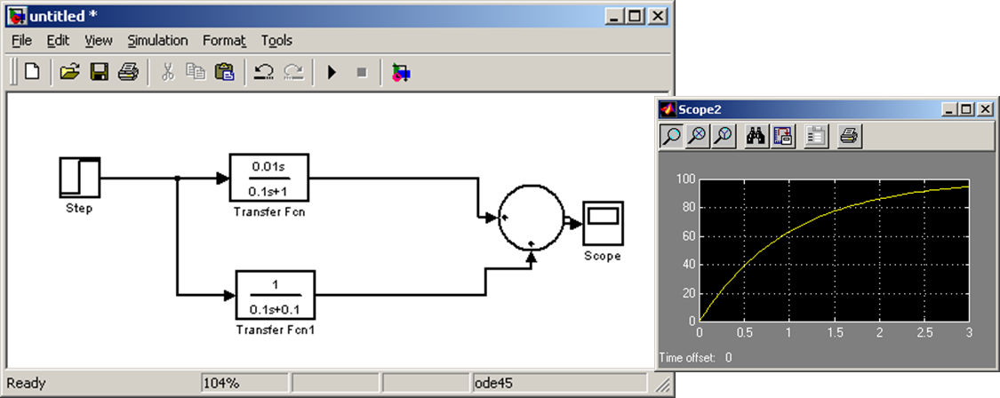 untitled *
File Edit View Simulation Format Tools
Step
0.01s
0.1s+1
Transfer Fcn
1
0.1s+0.1
Transfer Fcn1
Scope
Ready 104% ode45
Scope2
100
80
60
40
20
0
0 0.5 1 1.5 2 2.5 3
Time offset: 0